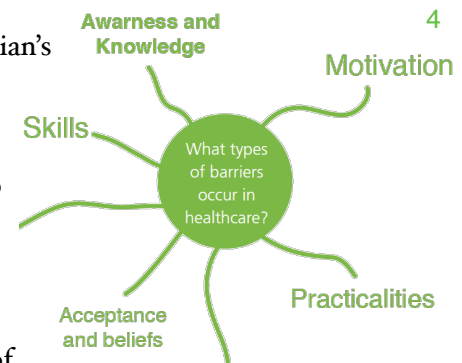 4
ian's
Awarness and
Knowledge
Motivation
Skills
What types
of barriers
occur in
healthcare?
Practicalities
Acceptance
and beliefs
of